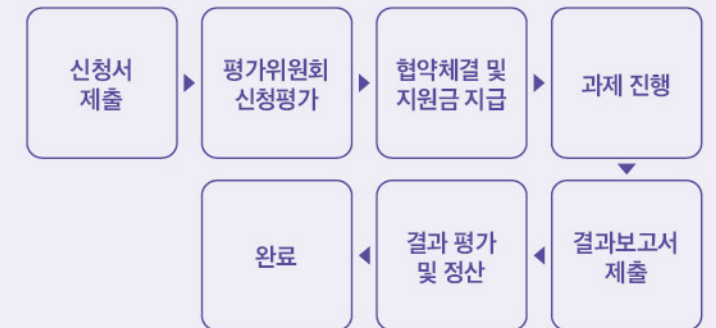 신청서
제출
평가위원회
신청평가
협약체결 및
지원금 지급
과제 진행
결과보고서
제출
결과 평가
및 정산
완료